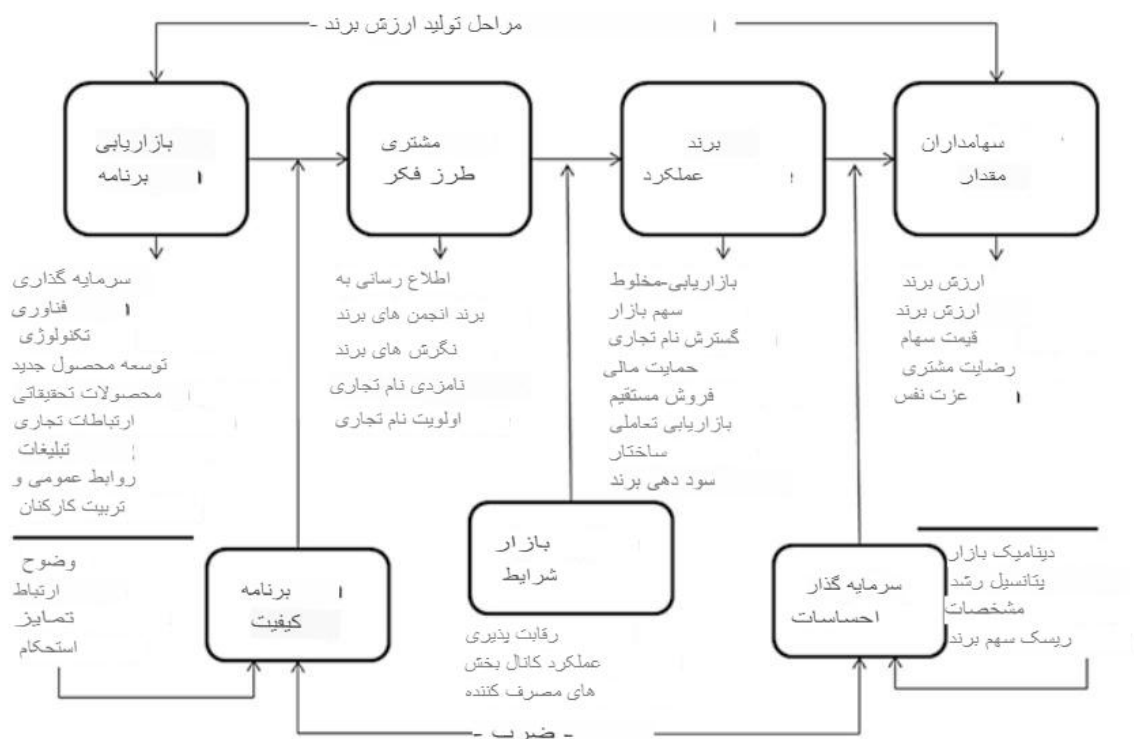 مراحل تولید ارزش برند -
بازاریابی
برنامه
مشتری
طرز فکر
برند
عملکرد
سهامداران
مقدار
سرمایه گذاری
فناوری
تکنولوژی
توسعه محصول جدید
محصولات تحقیقاتی
ارتباطات تجاری
تبلیغات
روابط عمومی و
تربیت کارکنان
اطلاع رسانی به
برند انجمن های برند
نگرش های برند
نامزدی نام تجاری
اولویت نام تجاری
بازاریابی-مخلوط
سهم بازار
گسترش نام تجاری
حمایت مالی
فروش مستقیم
بازاریابی تعاملی
ساختار
سود دهی برند
ارزش برند
ارزش برند
قیمت سهام
رضایت مشتری
عزت نفس
وضوح
ارتباط
تمایز
استحکام
برنامه
کیفیت
بازار
شرایط
رقابت پذیری
عملکرد کانال بخش
های مصرف کننده
سرمایه گذار
احساسات
دینامیک بازار
پتانسیل رشد
مشخصات
ریسک سهم برند
- ضرب -